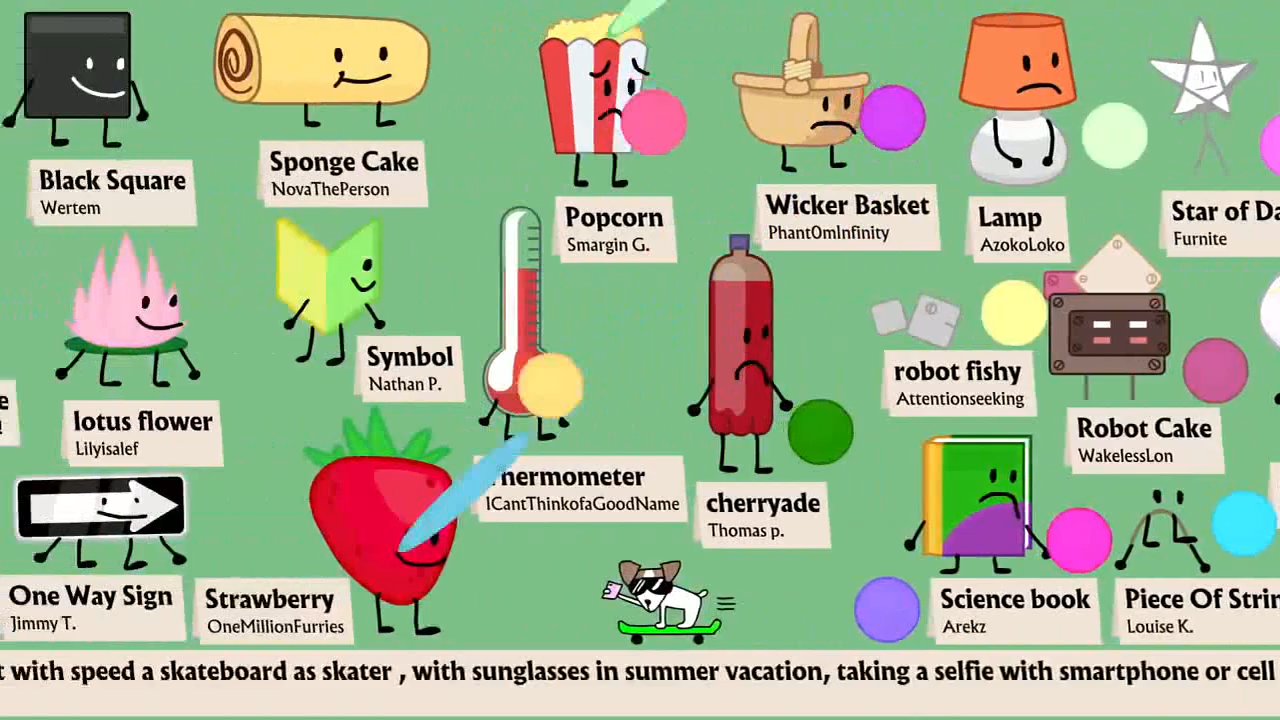 Black Square
Wertem
Sponge Cake
NovaThePerson
Popcorn
Smargin G.
Wicker Basket
PhantOmInfinity
Lamp
AzokoLoko
Star of Da
Furnite
lotus flower
Lilyisalef
Symbol
Nathan P.
hermometer
ICantThinkofaGoodName
cherryade
Thomas p.
robot fishy
Attentionseeking
Robot Cake
WakelessLon
One Way Sign
Jimmy T.
Strawberry
OneMillionFurries
Science book
Arekz
Piece Of Strin
Louise K.
t with speed a skateboard as skater , with sunglasses in summer vacation, taking a selfie with smartphone or cell